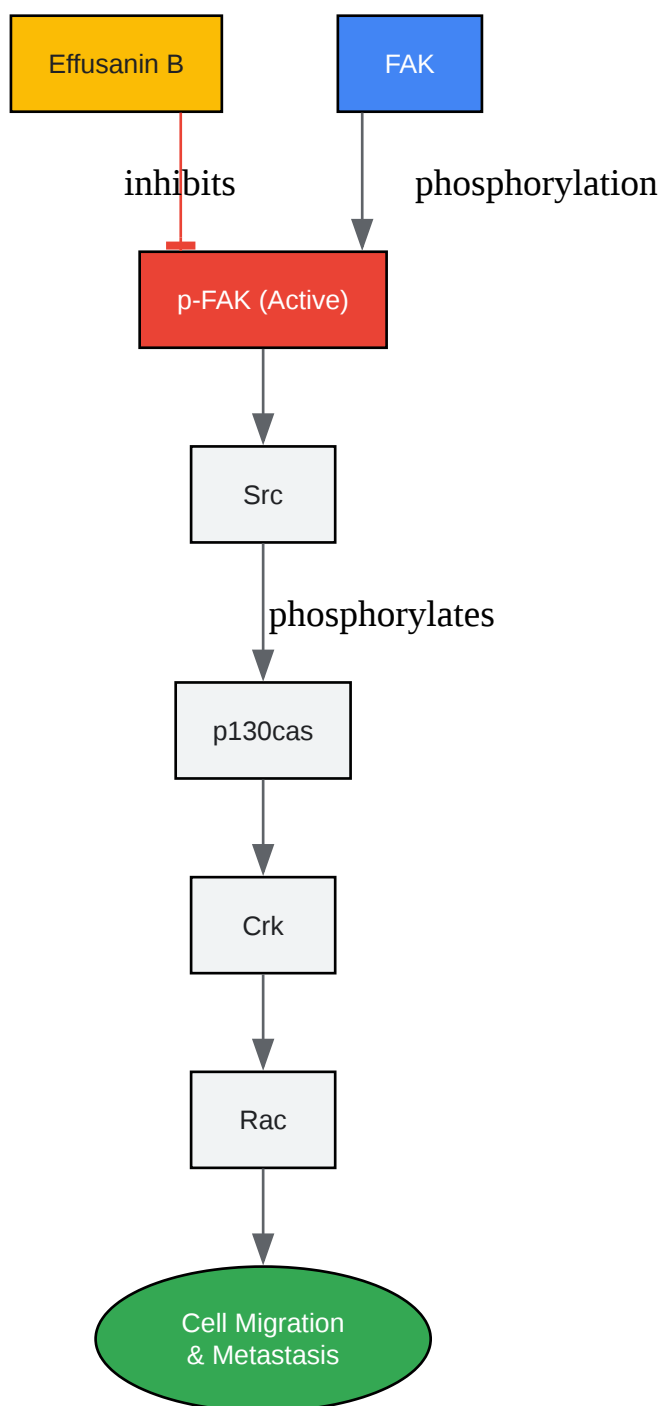 Effusanin B
FAK
inhibits
phosphorylation
p-FAK (Active)
Src
phosphorylates
p130cas
Crk
Rac
Cell Migration
& Metastasis